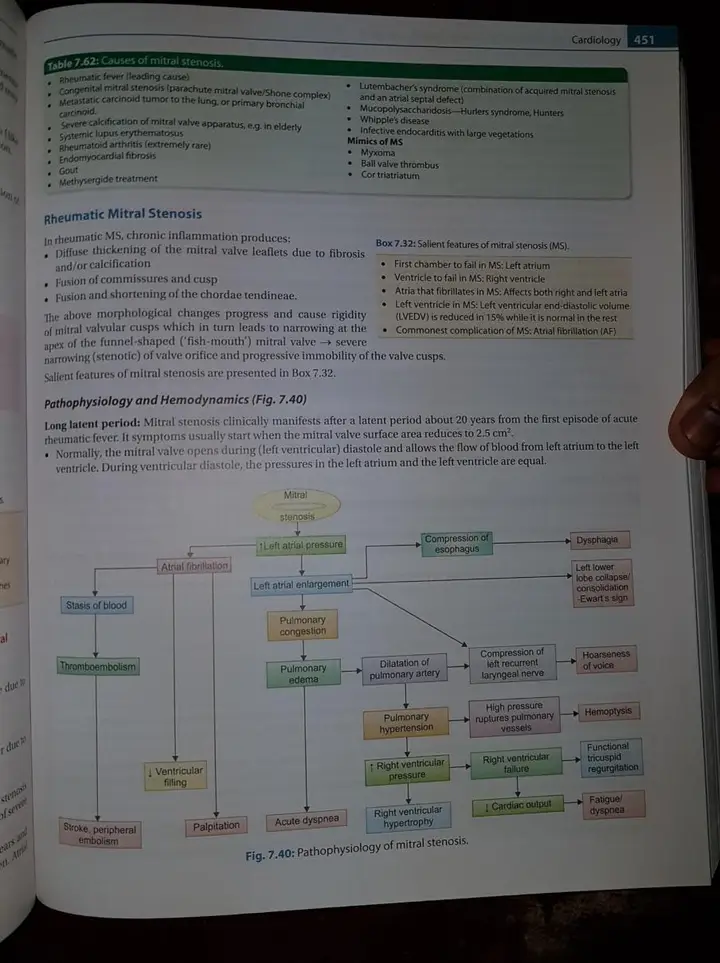 Cardiology 451
Table 7.62: Causes of mitral stenosis.
• Rheumatic fever (leading cause)
• Congenital mitral stenosis (parachute mitral valve/Shone complex)
• Metastatic carcinoid tumor to the lung, or primary bronchial
carcinoid.
• Severe calcification of mitral valve apparatus, e.g. in elderly
• Systemic lupus erythematosus
• Rheumatoid arthritis (extremely rare)
• Endomyocardial fibrosis
• Gout
• Methysergide treatment
• Lutembacher's syndrome (combination of acquired mitral stenosis
and an atrial septal defect)
• Mucopolysaccharidosis—Hurlers syndrome, Hunters
• Whipple's disease
• Infective endocarditis with large vegetations
Mimics of MS
• Myxoma
• Ball valve thrombus
• Cor triatriatum
Rheumatic Mitral Stenosis
In rheumatic MS, chronic inflammation produces:
• Diffuse thickening of the mitral valve leaflets due to fibrosis
and/or calcification
• Fusion of commissures and cusp
• Fusion and shortening of the chordae tendineae.
The above morphological changes progress and cause rigidity
of mitral valvular cusps which in turn leads to narrowing at the
apex of the funnel-shaped ('fish-mouth') mitral valve → severe
narrowing (stenotic) of valve orifice and progressive immobility of the valve cusps.
Salient features of mitral stenosis are presented in Box 7.32.
Box 7.32: Salient features of mitral stenosis (MS).
• First chamber to fail in MS: Left atrium
• Ventricle to fail in MS: Right ventricle
• Atria that fibrillates in MS: Affects both right and left atria
• Left ventricle in MS: Left ventricular end-diastolic volume
(LVEDV) is reduced in 15% while it is normal in the rest
• Commonest complication of MS: Atrial fibrillation (AF)
Pathophysiology and Hemodynamics (Fig. 7.40)
Long latent period: Mitral stenosis clinically manifests after a latent period about 20 years from the first episode of acute
rheumatic fever. It symptoms usually start when the mitral valve surface area reduces to 2.5 cm².
• Normally, the mitral valve opens during (left ventricular) diastole and allows the flow of blood from left atrium to the left
ventricle. During ventricular diastole, the pressures in the left atrium and the left ventricle are equal.
Mitral
stenosis
↑Left atrial pressure
Compression of
esophagus
Dysphagia
Atrial fibrillation
Left atrial enlargement
Left lower
lobe collapse/
consolidation
-Ewart's sign
Stasis of blood
Pulmonary
congestion
Thromboembolism
Pulmonary
edema
Dilatation of
pulmonary artery
Compression of
left recurrent
laryngeal nerve
Hoarseness
of voice
Pulmonary
hypertension
High pressure
ruptures pulmonary
vessels
Hemoptysis
↓ Ventricular
filling
↑ Right ventricular
pressure
Right ventricular
failure
Functional
tricuspid
regurgitation
Stroke, peripheral
embolism
Palpitation
Acute dyspnea
Right ventricular
hypertrophy
↓ Cardiac output
Fatigue/
dyspnea
Fig. 7.40: Pathophysiology of mitral stenosis.